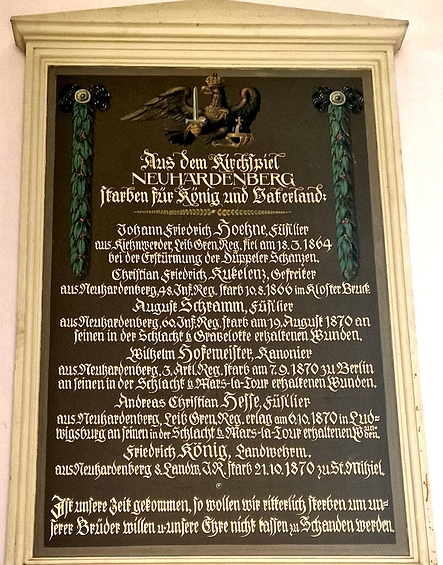 Aus dem Kirchspiel
NEUHARDENBERG
starben für König und Vaterland:
Johann Friedrich Hoehne, Füsilier
aus Kiehnwerder, Leib Gren. Reg. fiel am 18.3.1864
bei der Erstürmung der Düppeler Schanzen.
Christian Friedrich Kukelenz, Gefreiter
aus Neuhardenberg, 48 Inf. Reg. starb 10.8.1866 im Kloster Bruck
August Schramm, Füsilier
aus Neuhardenberg, 60. Inf. Reg. starb am 19. August 1870 an
seinen in der Schlacht b. Gravelotte erhaltenen Wunden.
Wilhelm Hofemeister, Kanonier
aus Neuhardenberg, 3. Artl. Reg. starb am 7.9.1870 zu Berlin
an seinen in der Schlacht b. Mars-la-Tour erhaltenen Wunden.
Andreas Christian Hesse, Füsilier
aus Neuhardenberg, Leib Gren. Reg. erlag am 6.10.1870 in Lud-
wigsburg an seinen in der Schlacht b. Mars-la-Tour erhaltenen Wunden.
Friedrich König, Landwehrm.
aus Neuhardenberg 8. Landw. I.R. starb 21.10.1870 zu St. Mihiel.
Ist unsere Zeit gekommen, so wollen wir ritterlich sterben um un-
serer Brüder willen u. unsere Ehre nicht lassen zu Schanden werden.